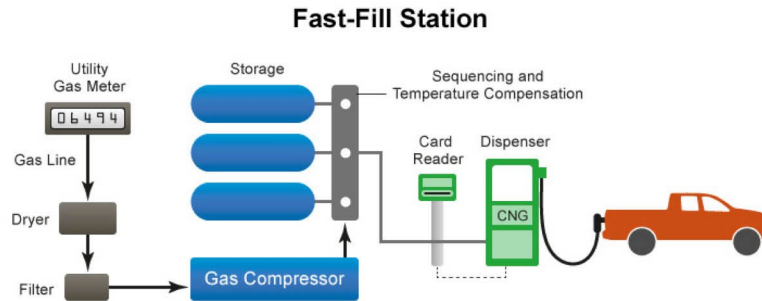 Fast-Fill Station
Utility
Gas Meter
06494
Gas Line
Dryer
Filter
Storage
Gas Compressor
Sequencing and
Temperature Compensation
Card
Reader
Dispenser
CNG